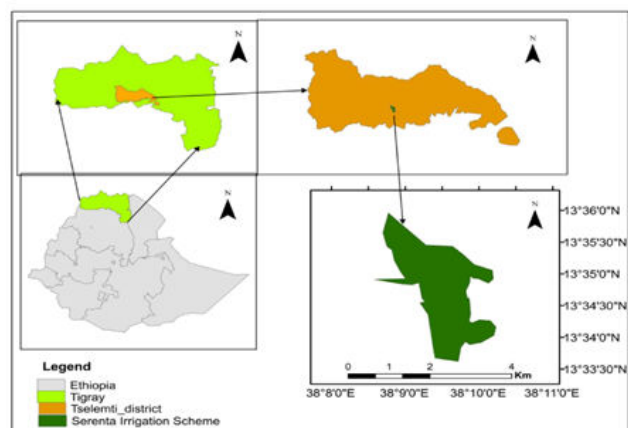 N
N
N
N
13°36'0"N
13°35'30"N
13°35'0"N
13°34'30"N
13°34'0"N
13°33'30"N
0 1 2 4
Km
38°8'0"E 38°9'0"E 38°10'0"E 38°11'0"E
Legend
Ethiopia
Tigray
Tselemti_district
Serenta Irrigation Scheme